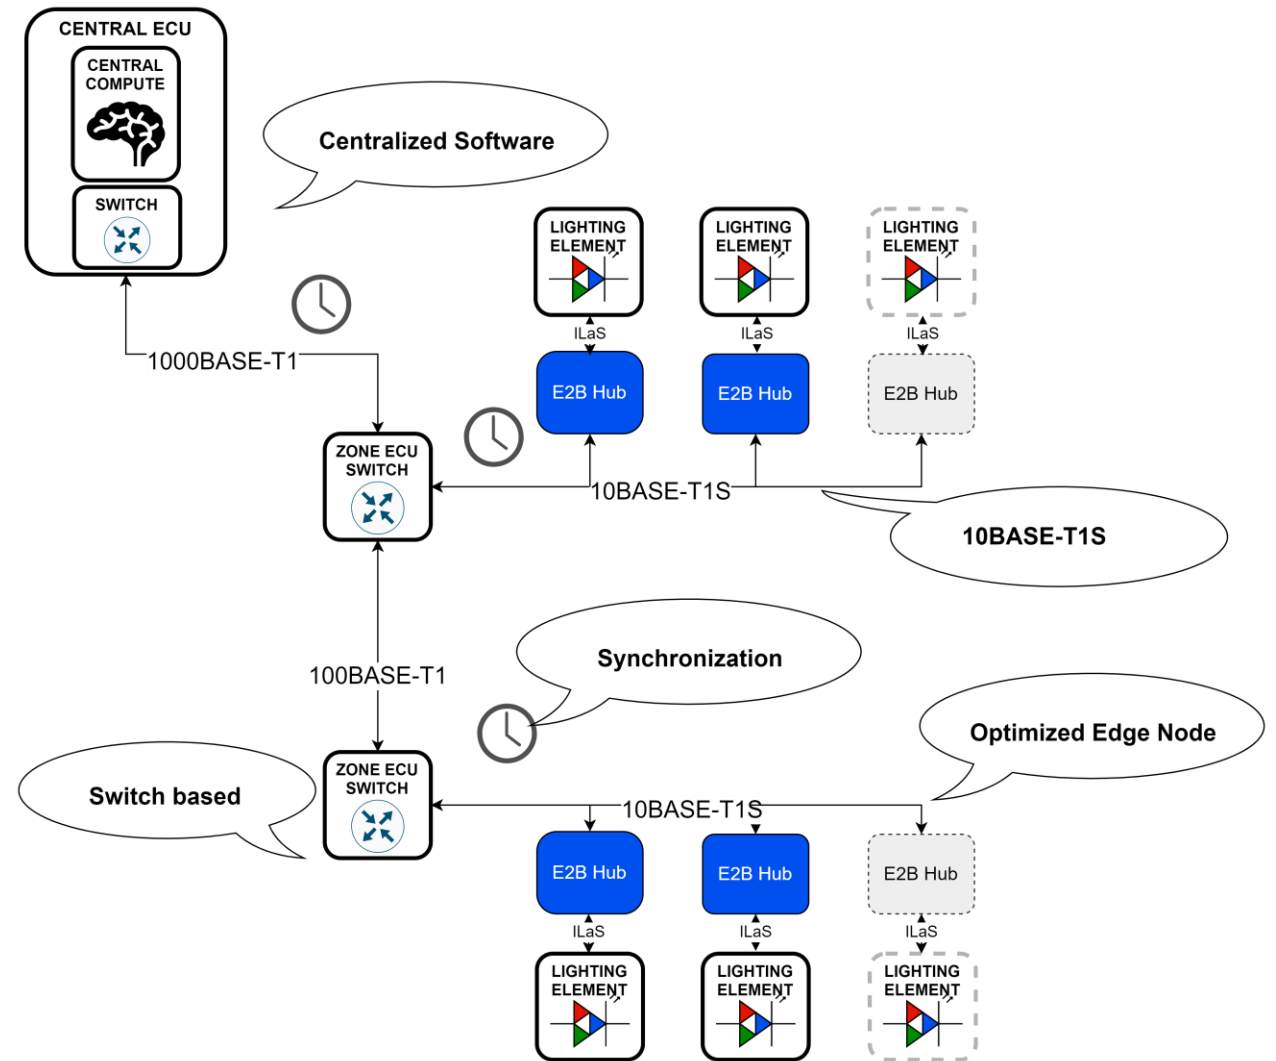 CENTRAL ECU
CENTRAL
COMPUTE
SWITCH
Centralized Software
LIGHTING
ELEMENT
LIGHTING
ELEMENT
LIGHTING
ELEMENT
ILaS
ILaS
ILaS
1000BASE-T1
E2B Hub
E2B Hub
E2B Hub
ZONE ECU
SWITCH
10BASE-T1S
10BASE-T1S
100BASE-T1
Synchronization
Optimized Edge Node
Switch based
ZONE ECU
SWITCH
10BASE-T1S
E2B Hub
E2B Hub
E2B Hub
ILaS
ILaS
ILaS
LIGHTING
ELEMENT
LIGHTING
ELEMENT
LIGHTING
ELEMENT